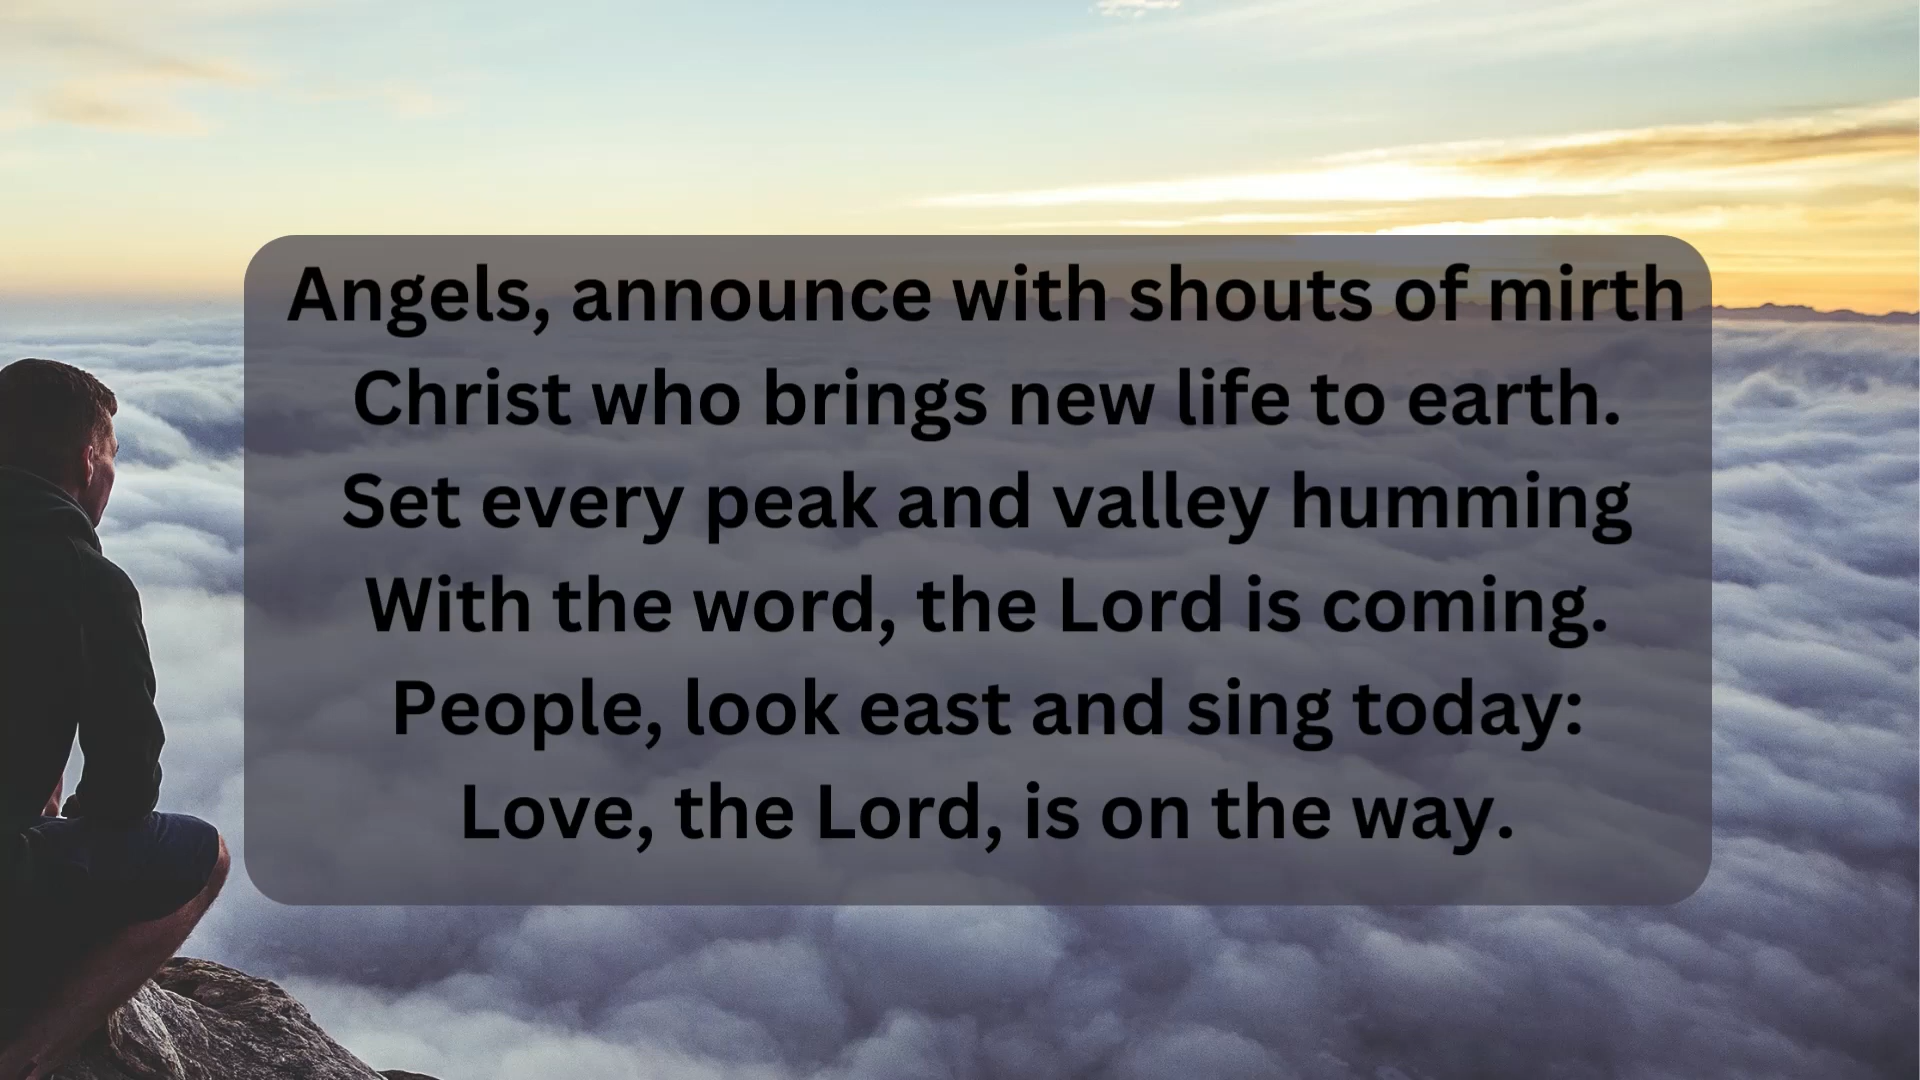 Angels, announce with shouts of mirth
Christ who brings new life to earth.
Set every peak and valley humming
With the word, the Lord is coming.
People, look east and sing today:
Love, the Lord, is on the way.